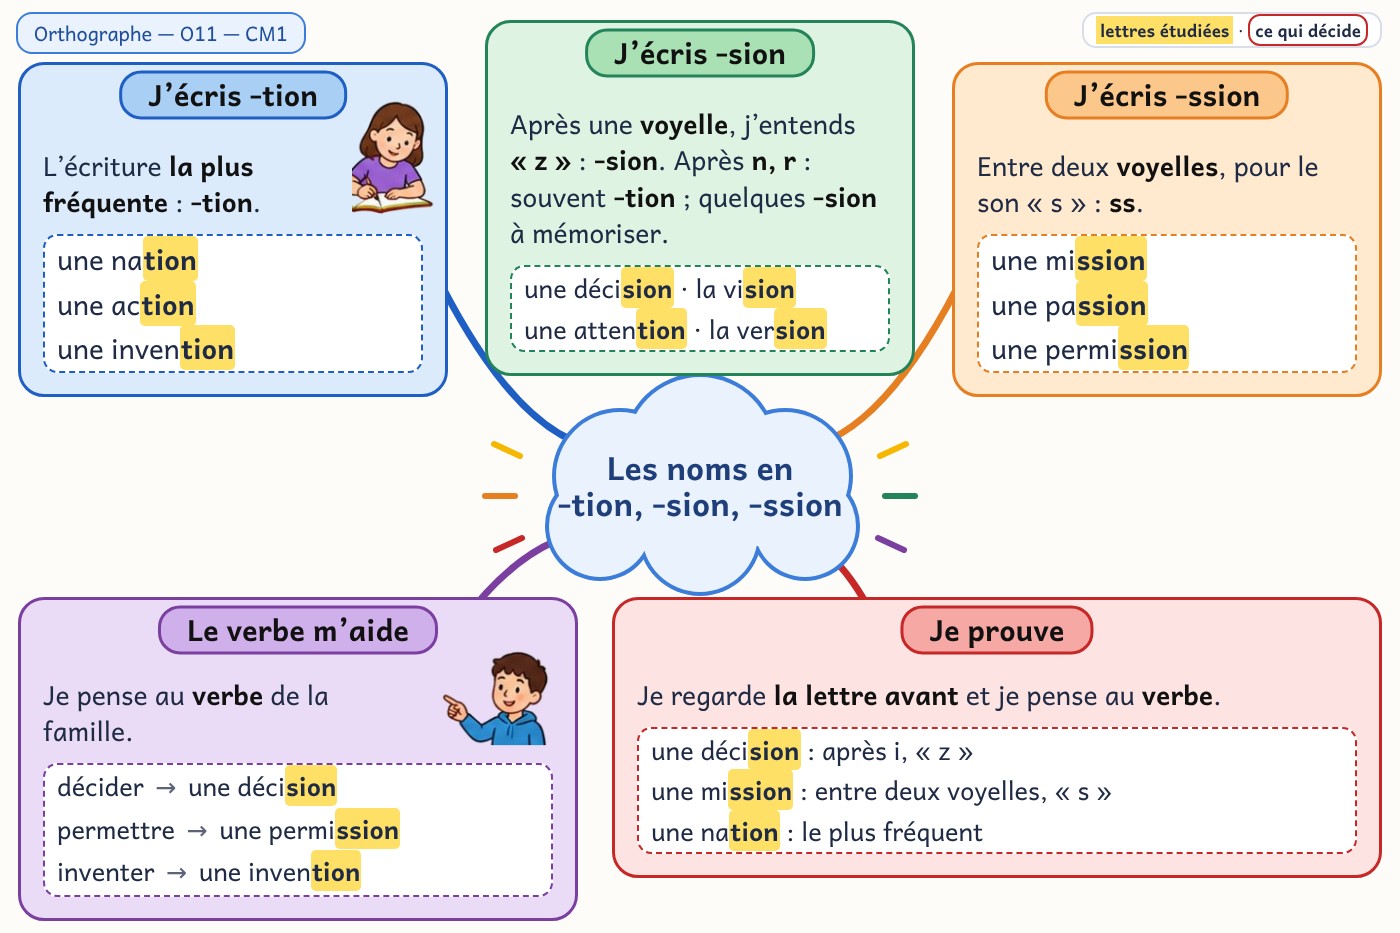 Orthographe — O11 — CM1
lettres étudiées · ce qui décide
J’écris -tion
L’écriture la plus
fréquente : -tion.
une nation
une action
une invention
J’écris -sion
Après une voyelle, j’entends
« z » : -sion. Après n, r :
souvent -tion ; quelques -sion
à mémoriser.
une décision · la vision
une attention · la version
J’écris -ssion
Entre deux voyelles, pour le
son « s » : ss.
une mission
une passion
une permission
Les noms en
-tion, -sion, -ssion
Le verbe m’aide
Je pense au verbe de la
famille.
décider → une décision
permettre → une permission
inventer → une invention
Je prouve
Je regarde la lettre avant et je pense au verbe.
une décision : après i, « z »
une mission : entre deux voyelles, « s »
une nation : le plus fréquent